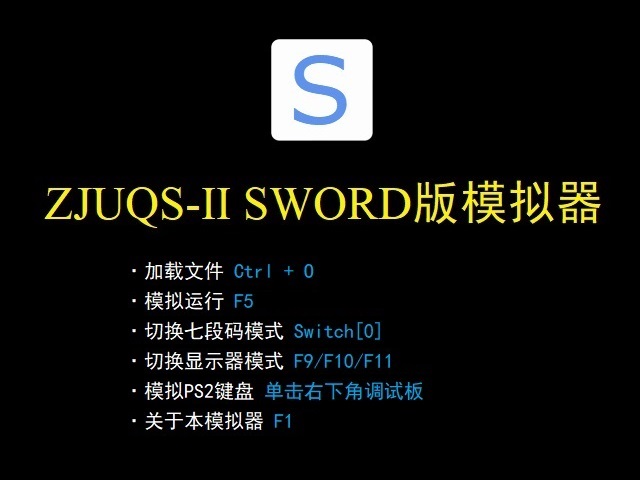 S
ZJUQS-II SWORD版模拟器
·加载文件 Ctrl + O
·模拟运行 F5
·切换七段码模式 Switch[0]
·切换显示器模式 F9/F10/F11
·模拟PS2键盘 单击右下角调试板
·关于本模拟器 F1